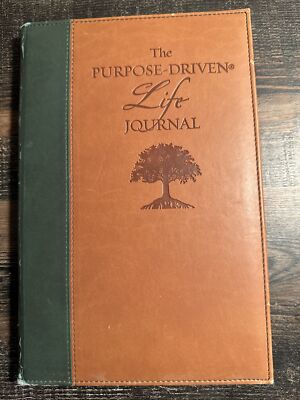 The
PURPOSE-DRIVEN®
Life
JOURNAL